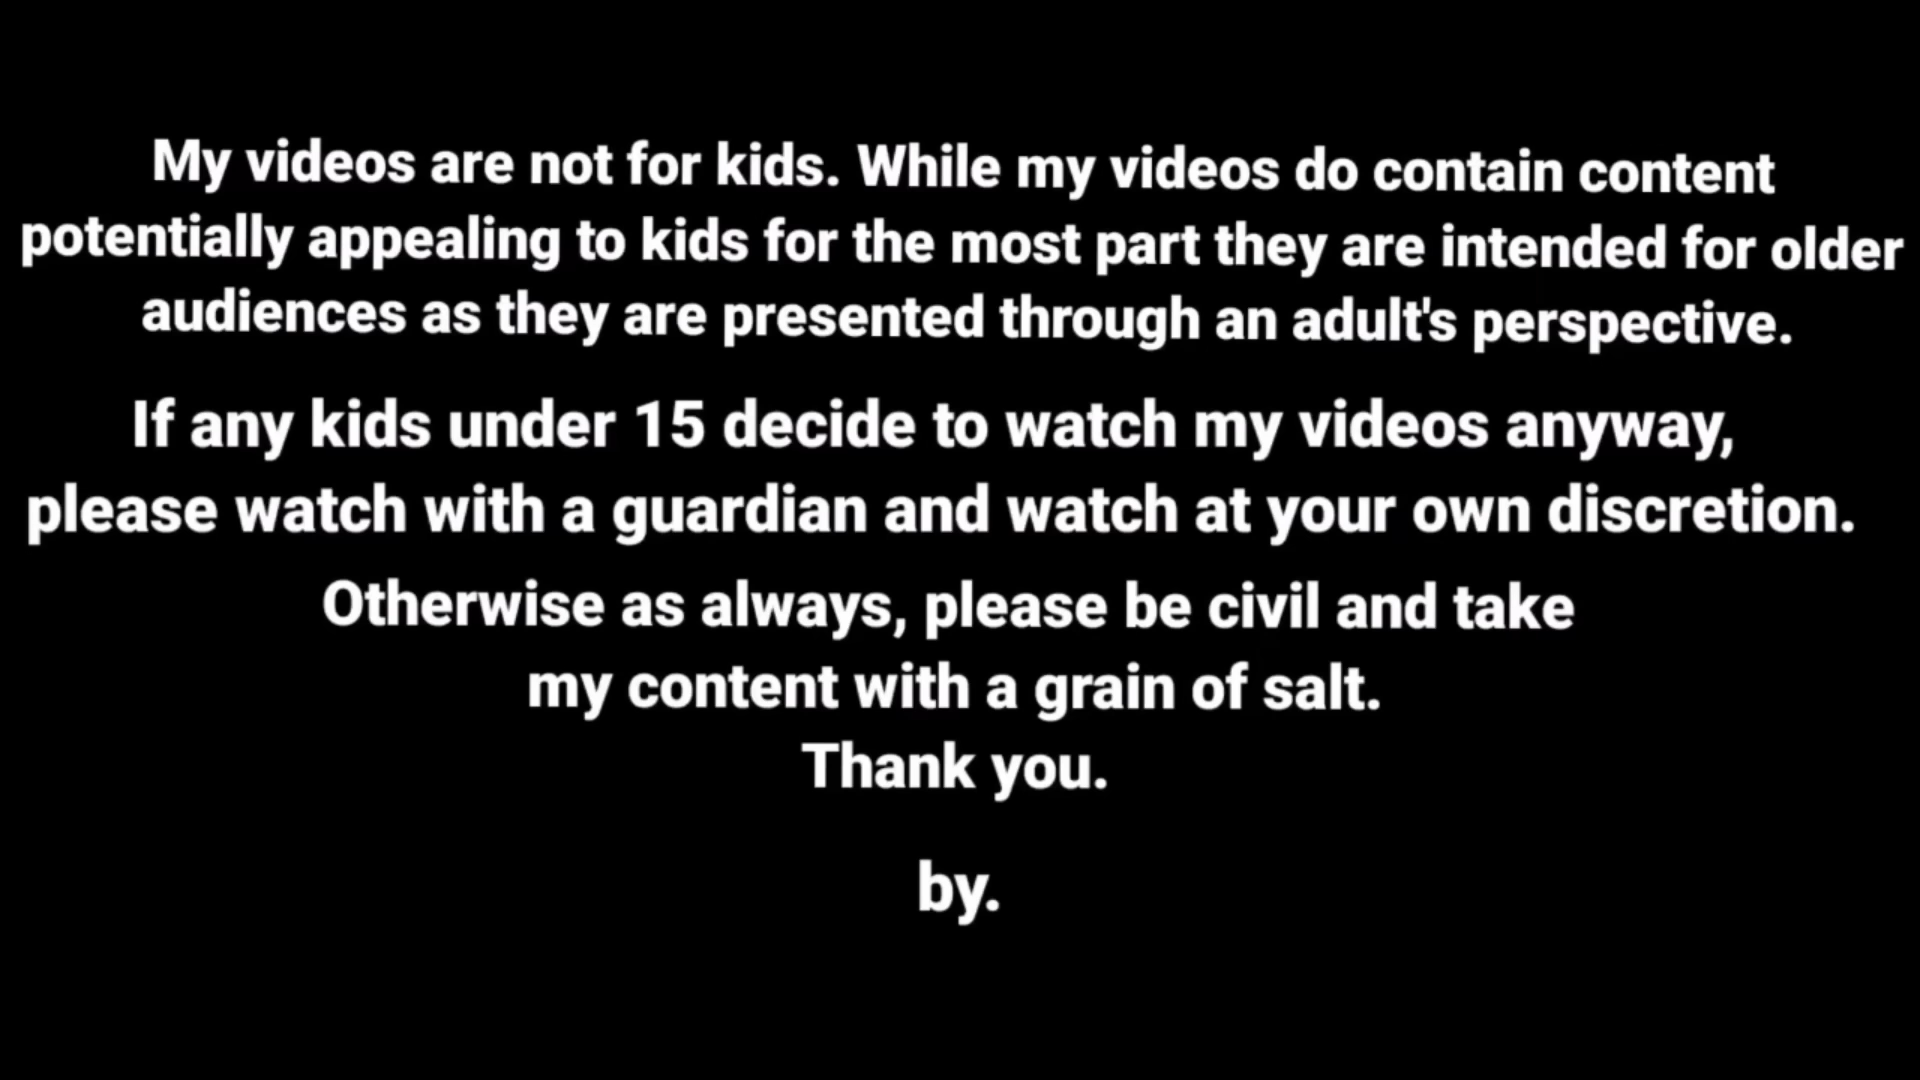 My videos are not for kids. While my videos do contain content
potentially appealing to kids for the most part they are intended for older
audiences as they are presented through an adult's perspective.
If any kids under 15 decide to watch my videos anyway,
please watch with a guardian and watch at your own discretion.
Otherwise as always, please be civil and take
my content with a grain of salt.
Thank you.
by.